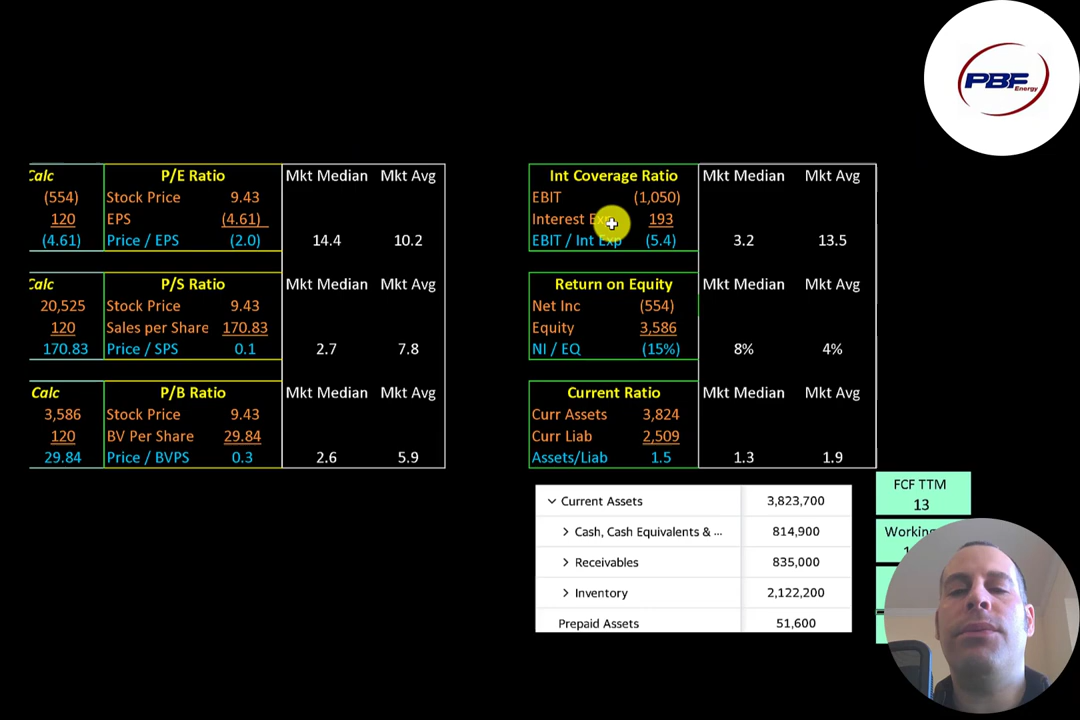 PBF
Energy
Calc P/E Ratio Mkt Median Mkt Avg
(554) Stock Price 9.43
120 EPS (4.61)
(4.61) Price / EPS (2.0) 14.4 10.2
Calc P/S Ratio Mkt Median Mkt Avg
20,525 Stock Price 9.43
120 Sales per Share 170.83
170.83 Price / SPS 0.1 2.7 7.8
Calc P/B Ratio Mkt Median Mkt Avg
3,586 Stock Price 9.43
120 BV Per Share 29.84
29.84 Price / BVPS 0.3 2.6 5.9
Int Coverage Ratio Mkt Median Mkt Avg
EBIT (1,050)
Interest Exp 193
EBIT / Int Exp (5.4) 3.2 13.5
Return on Equity Mkt Median Mkt Avg
Net Inc (554)
Equity 3,586
NI / EQ (15%) 8% 4%
Current Ratio Mkt Median Mkt Avg
Curr Assets 3,824
Curr Liab 2,509
Assets/Liab 1.5 1.3 1.9
Current Assets 3,823,700
Cash, Cash Equivalents & ... 814,900
Receivables 835,000
Inventory 2,122,200
Prepaid Assets 51,600
FCF TTM
13
Working